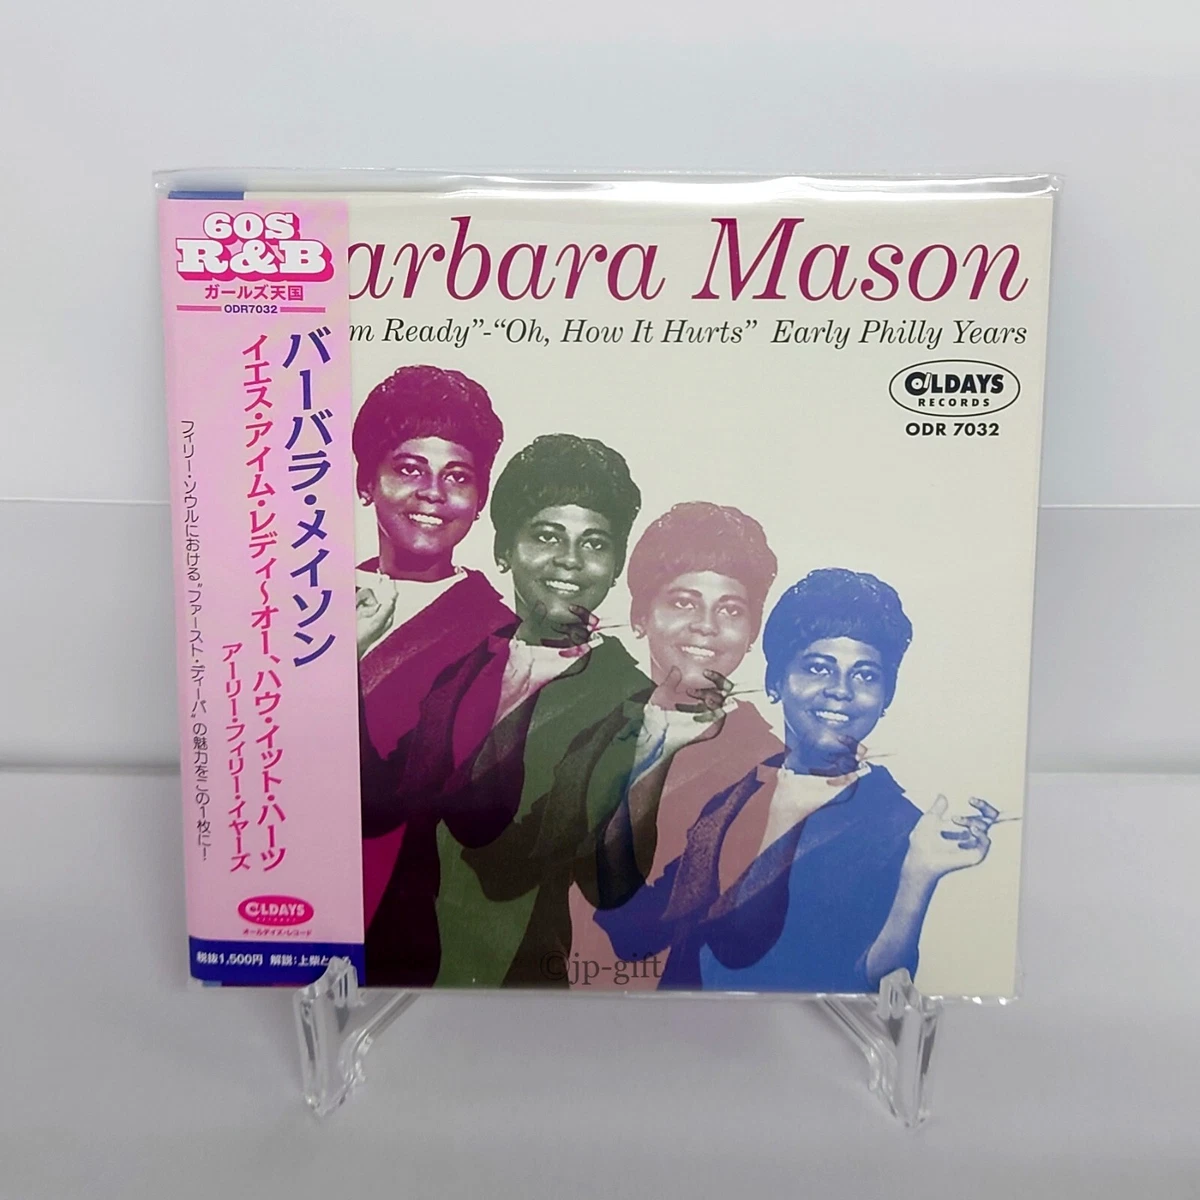 60S
R&B
ガールズ天国
ODR7032
バーバラ・メイソン
イエス・アイム・レディ～オー、ハウ・イット・ハーツ
アーリー・フィリー・イヤーズ
フィリー・ソウルにおける"ファースト・ディーバ"の魅力をこの1枚に!
OLDAYS
RECORDS
オールデイズ・レコード
税抜1,500円 解説:上柴と
arbara Mason
m Ready"-"Oh, How It Hurts" Early Philly Years
OLDAYS
RECORDS
ODR 7032
©jp-gift